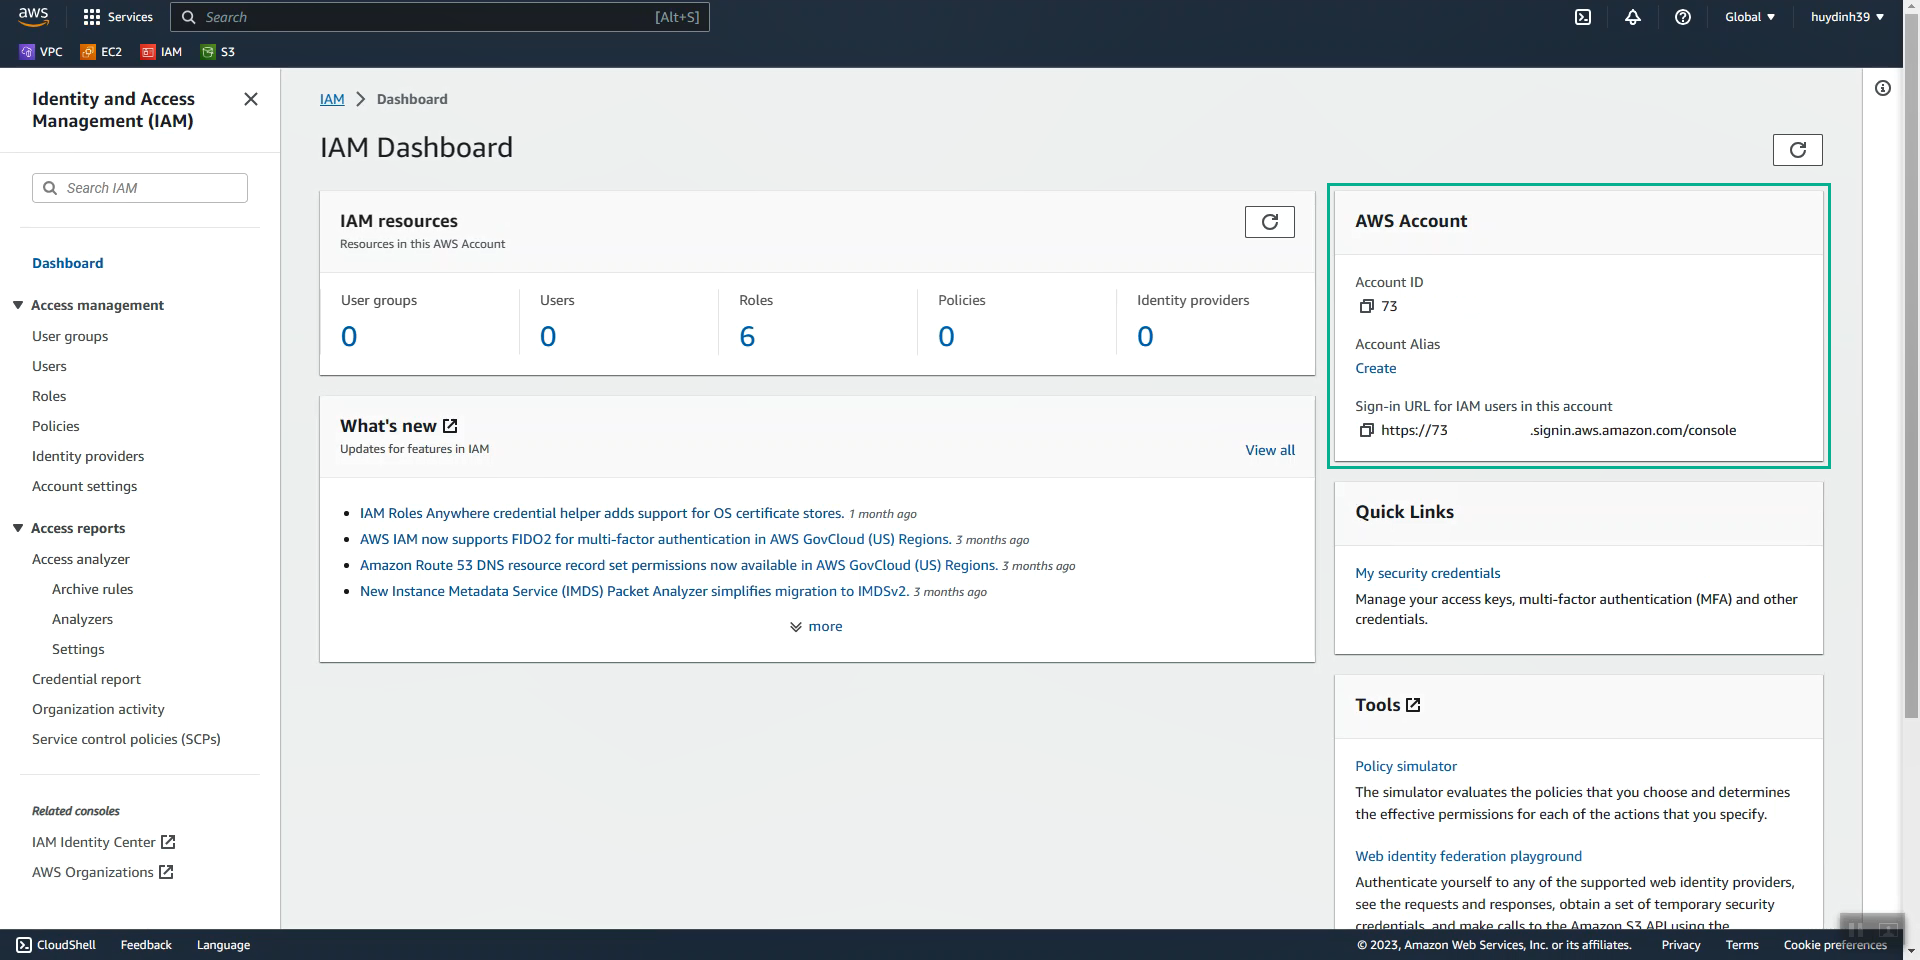 aws
Services
Search
[Alt+S]
Global
huydinh39
VPC
EC2
IAM
S3
Identity and Access
Management (IAM)
Search IAM
Dashboard
Access management
User groups
Users
Roles
Policies
Identity providers
Account settings
Access reports
Access analyzer
Archive rules
Analyzers
Settings
Credential report
Organization activity
Service control policies (SCPs)
Related consoles
IAM Identity Center
AWS Organizations
IAM > Dashboard
IAM Dashboard
IAM resources
Resources in this AWS Account
User groups
0
Users
0
Roles
6
Policies
0
Identity providers
0
What's new
Updates for features in IAM
View all
IAM Roles Anywhere credential helper adds support for OS certificate stores. 1 month ago
AWS IAM now supports FIDO2 for multi-factor authentication in AWS GovCloud (US) Regions. 3 months ago
Amazon Route 53 DNS resource record set permissions now available in AWS GovCloud (US) Regions. 3 months ago
New Instance Metadata Service (IMDS) Packet Analyzer simplifies migration to IMDSv2. 3 months ago
more
AWS Account
Account ID
73
Account Alias
Create
Sign-in URL for IAM users in this account
https://73 .signin.aws.amazon.com/console
Quick Links
My security credentials
Manage your access keys, multi-factor authentication (MFA) and other
credentials.
Tools
Policy simulator
The simulator evaluates the policies that you choose and determines
the effective permissions for each of the actions that you specify.
Web identity federation playground
Authenticate yourself to any of the supported web identity providers,
see the requests and responses, obtain a set of temporary security
credentials, and make calls to the Amazon S3 API using the
CloudShell
Feedback
Language
© 2023, Amazon Web Services, Inc. or its affiliates.
Privacy
Terms
Cookie preferences